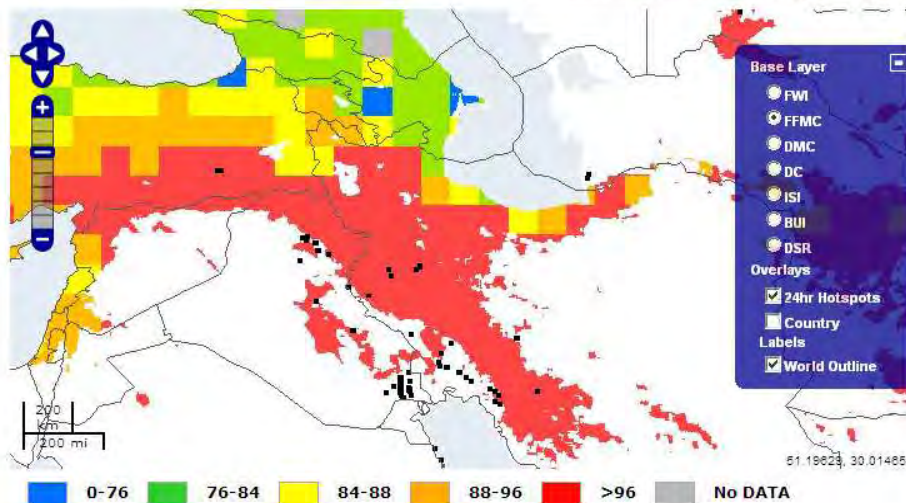 Base Layer
FWI
FFMC
DMC
DC
ISI
BUI
DSR
Overlays
24hr Hotspots
Country
Labels
World Outline
200
km
200 mi
61.19629, 30.01465
0-76 76-84 84-88 88-96 >96 No DATA